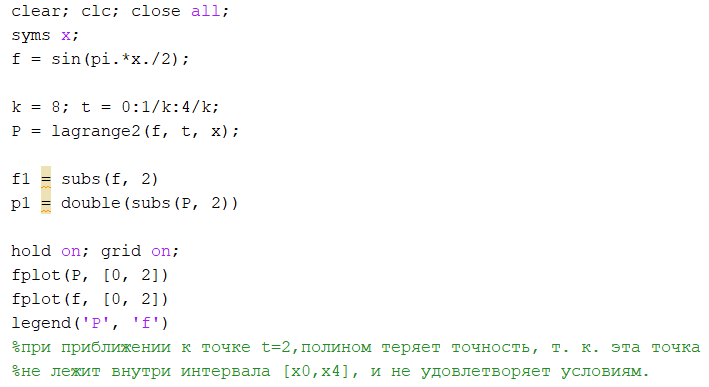 clear; clc; close all;
syms x;
f = sin(pi.*x./2);
k = 8; t = 0:1/k:4/k;
P = lagrange2(f, t, x);
f1 = subs(f, 2)
p1 = double(subs(P, 2))
hold on; grid on;
fplot(P, [0, 2])
fplot(f, [0, 2])
legend('P', 'f')
%при приближении к точке t=2,полином теряет точность, т. к. эта точка
%не лежит внутри интервала [x0,x4], и не удовлетворяет условиям.